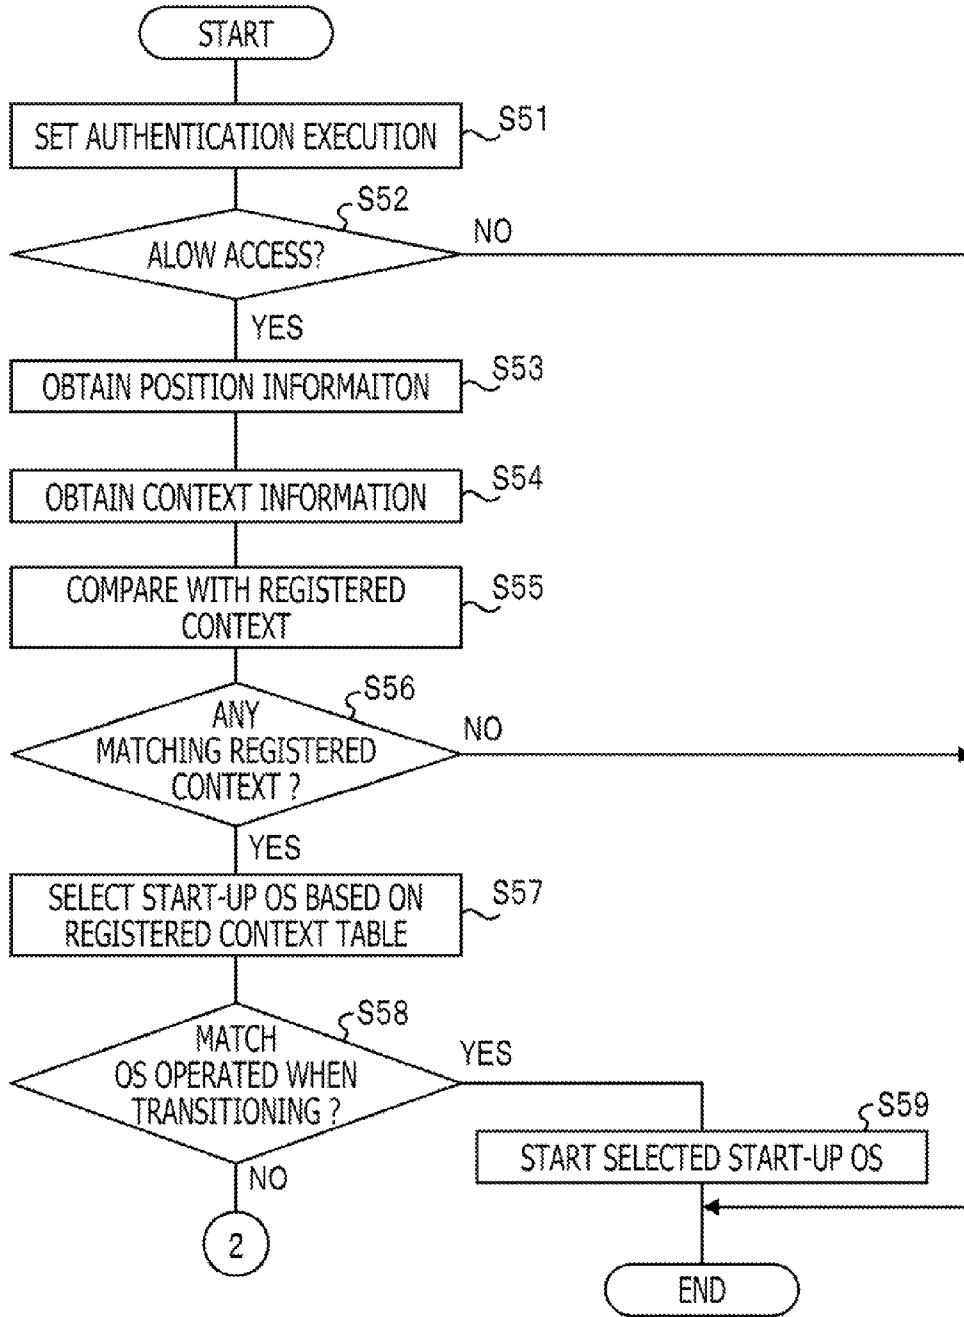 START
SET AUTHENTICATION EXECUTION
S51
S52
ALOW ACCESS?
NO
YES
OBTAIN POSITION INFORMAITON
S53
OBTAIN CONTEXT INFORMATION
S54
COMPARE WITH REGISTERED
CONTEXT
S55
S56
ANY
MATCHING REGISTERED
CONTEXT ?
NO
YES
SELECT START-UP OS BASED ON
REGISTERED CONTEXT TABLE
S57
S58
MATCH
OS OPERATED WHEN
TRANSITIONING ?
YES
S59
START SELECTED START-UP OS
NO
2
END